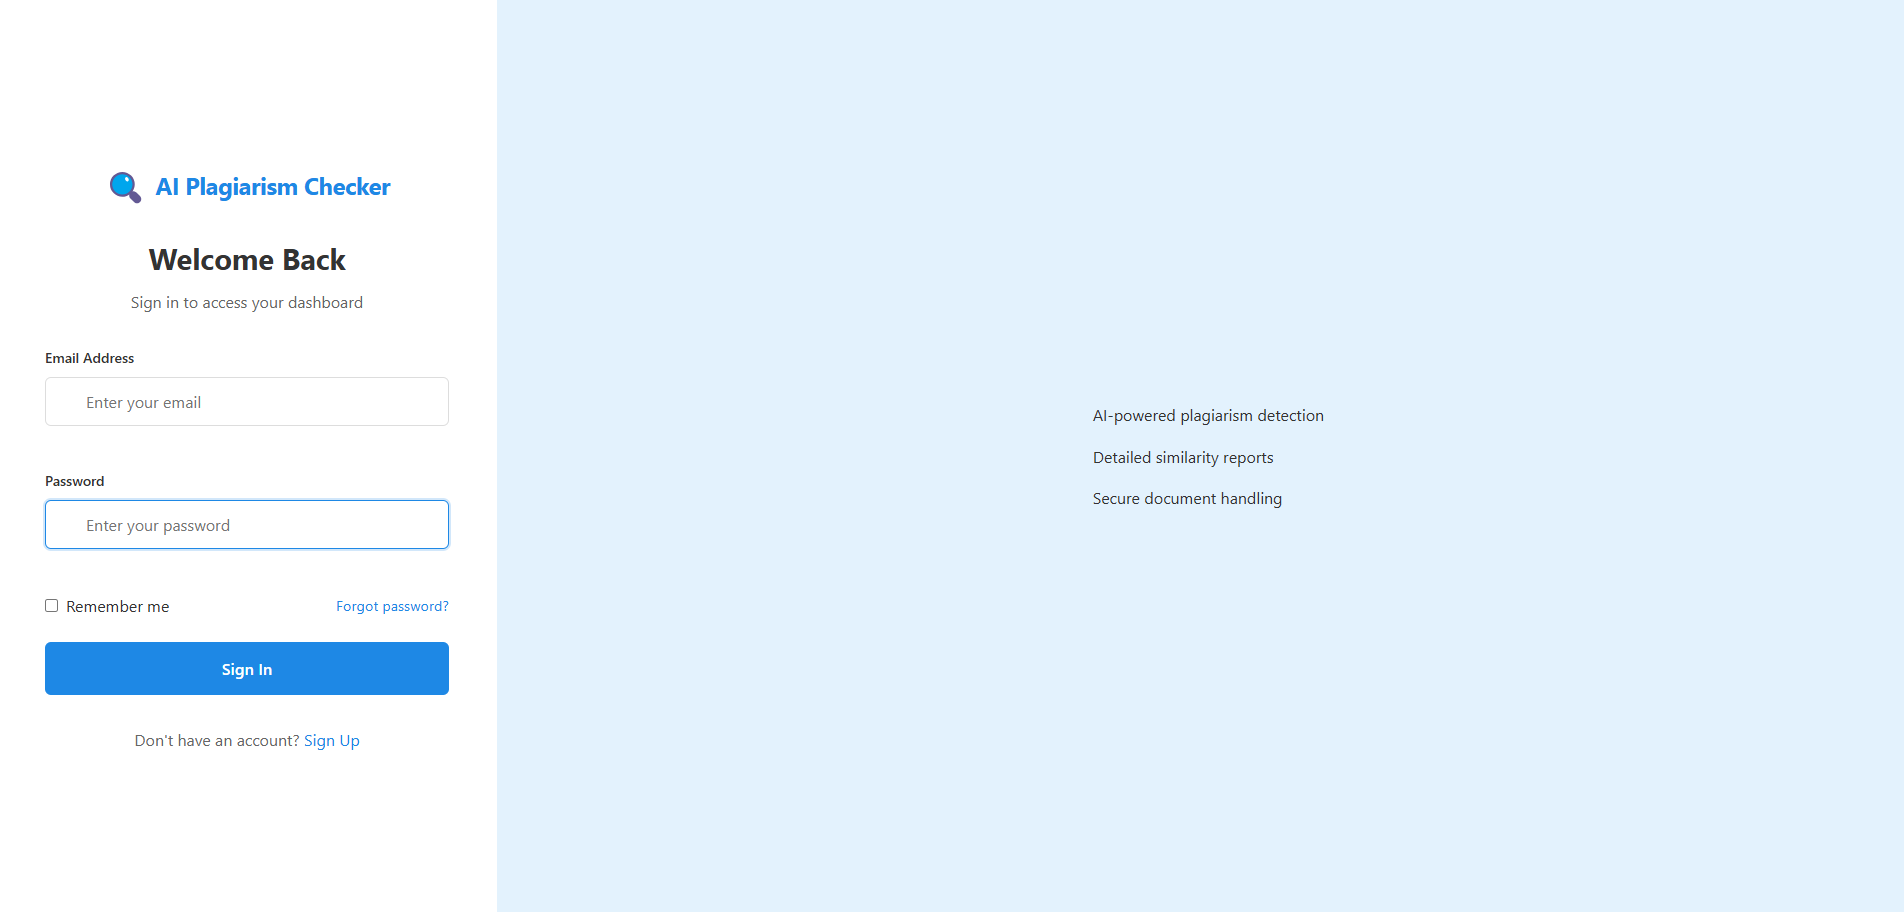 AI Plagiarism Checker
Welcome Back
Sign in to access your dashboard
Email Address
Enter your email
Password
Enter your password
Remember me
Forgot password?
Sign In
Don't have an account? Sign Up
AI-powered plagiarism detection
Detailed similarity reports
Secure document handling